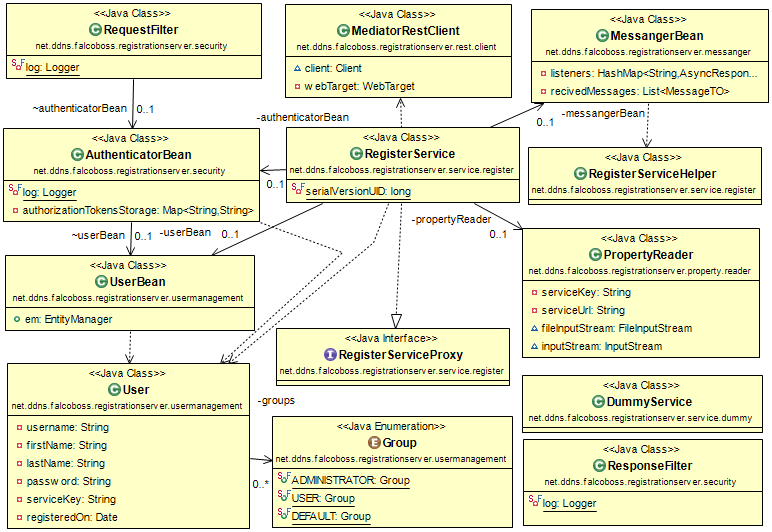 <<Java Class>>
RequestFilter
net.ddns.falcoboss.registrationserver.security
log: Logger
<<Java Class>>
MediatorRestClient
net.ddns.falcoboss.registrationserver.rest.client
client: Client
webTarget: WebTarget
<<Java Class>>
MessangerBean
net.ddns.falcoboss.registrationserver.messanger
listeners: HashMap<String,AsyncRespon...
recivedMessages: List<MessageTO>
~authenticatorBean
0..1
-authenticatorBean
0..1
-messangerBean
0..1
<<Java Class>>
AuthenticatorBean
net.ddns.falcoboss.registrationserver.security
log: Logger
authorizationTokensStorage: Map<String,String>
<<Java Class>>
RegisterService
net.ddns.falcoboss.registrationserver.service.register
serialVersionUID: long
<<Java Class>>
RegisterServiceHelper
net.ddns.falcoboss.registrationserver.service.register
~userBean
0..1
-userBean
0..1
-propertyReader
0..1
<<Java Class>>
UserBean
net.ddns.falcoboss.registrationserver.usermanagement
em: EntityManager
<<Java Class>>
PropertyReader
net.ddns.falcoboss.registrationserver.property.reader
serviceKey: String
serviceUrl: String
fileInputStream: FileInputStream
inputStream: InputStream
<<Java Interface>>
RegisterServiceProxy
net.ddns.falcoboss.registrationserver.service.register
<<Java Class>>
User
net.ddns.falcoboss.registrationserver.usermanagement
username: String
firstName: String
lastName: String
password: String
serviceKey: String
registeredOn: Date
-groups
0..*
<<Java Enumeration>>
Group
net.ddns.falcoboss.registrationserver.usermanagement
ADMINISTRATOR: Group
USER: Group
DEFAULT: Group
<<Java Class>>
DummyService
net.ddns.falcoboss.registrationserver.service.dummy
<<Java Class>>
ResponseFilter
net.ddns.falcoboss.registrationserver.security
log: Logger